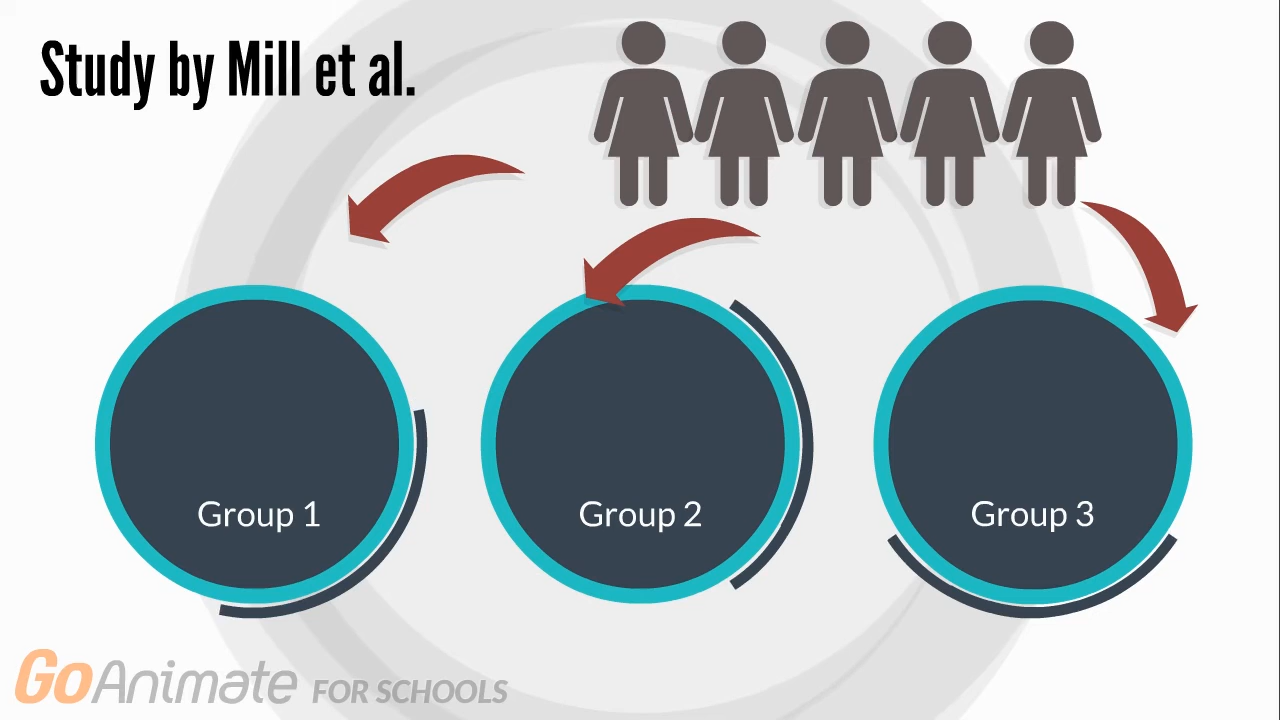 Study by Mill et al.
Group 1
Group 2
Group 3
GoAnimate FOR SCHOOLS